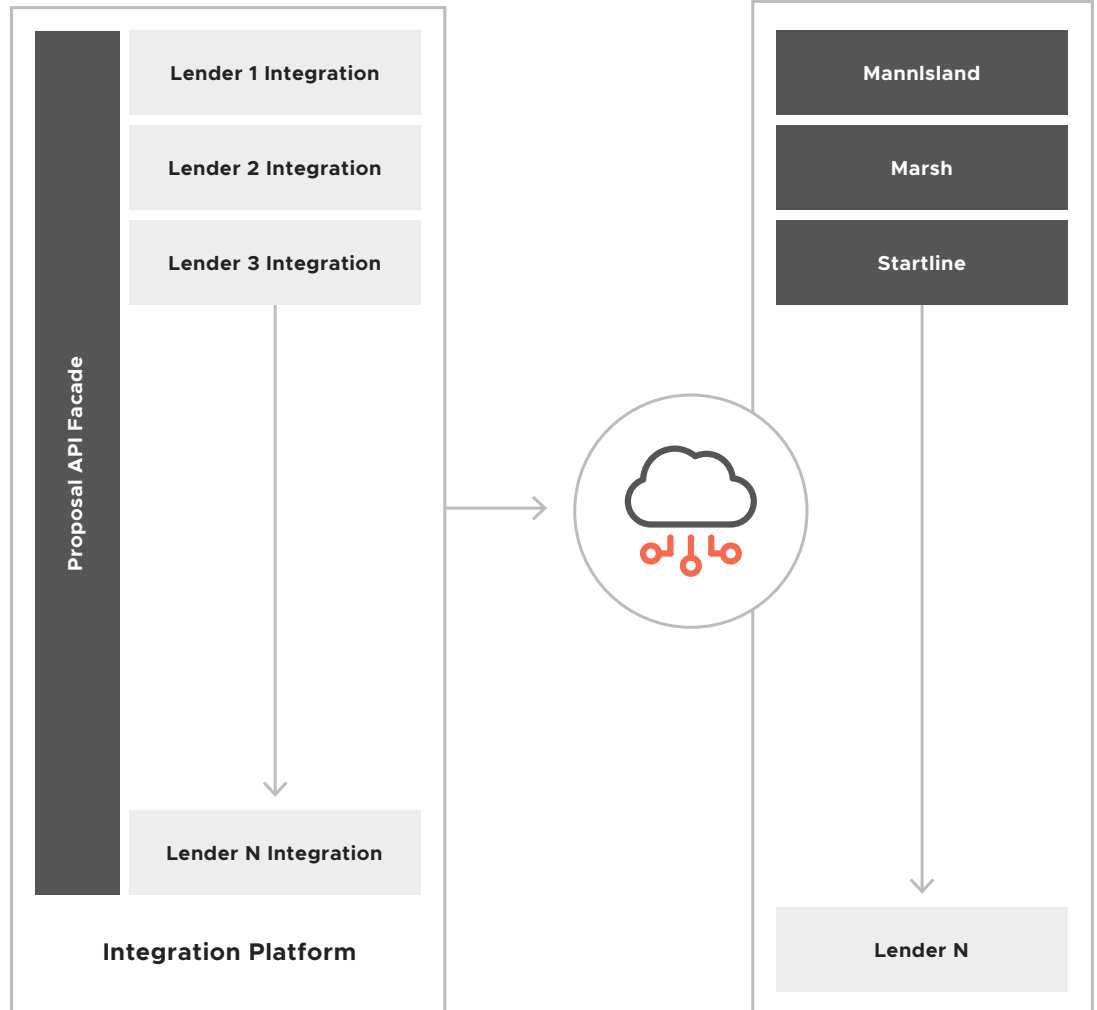 Proposal API Facade
Lender 1 Integration
Lender 2 Integration
Lender 3 Integration
Lender N Integration
Integration Platform
MannIsland
Marsh
Startline
Lender N